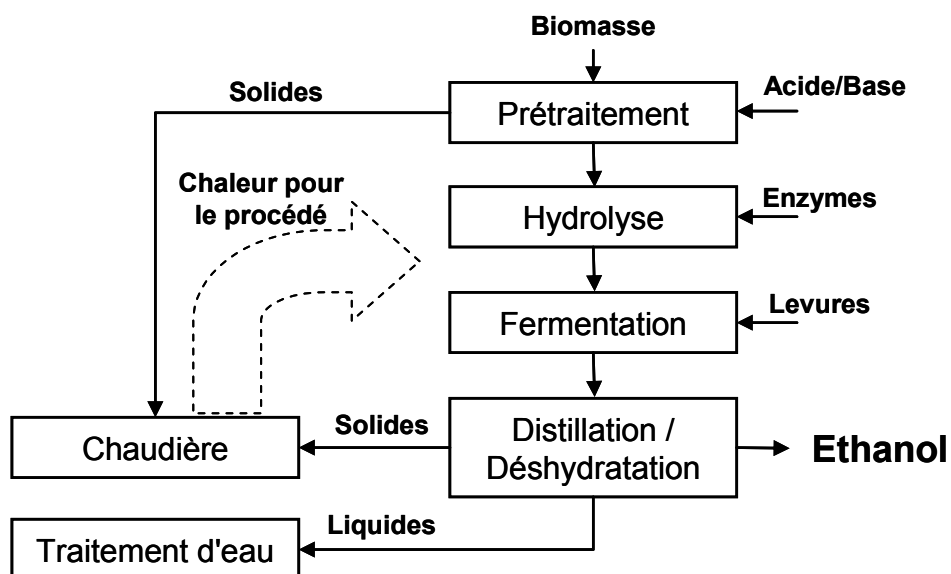 Biomasse
Solides
Acide/Base
Prétraitement
Chaleur pour
le procédé
Enzymes
Hydrolyse
Levures
Fermentation
Solides
Distillation /
Déshydratation
Ethanol
Chaudière
Liquides
Traitement d'eau